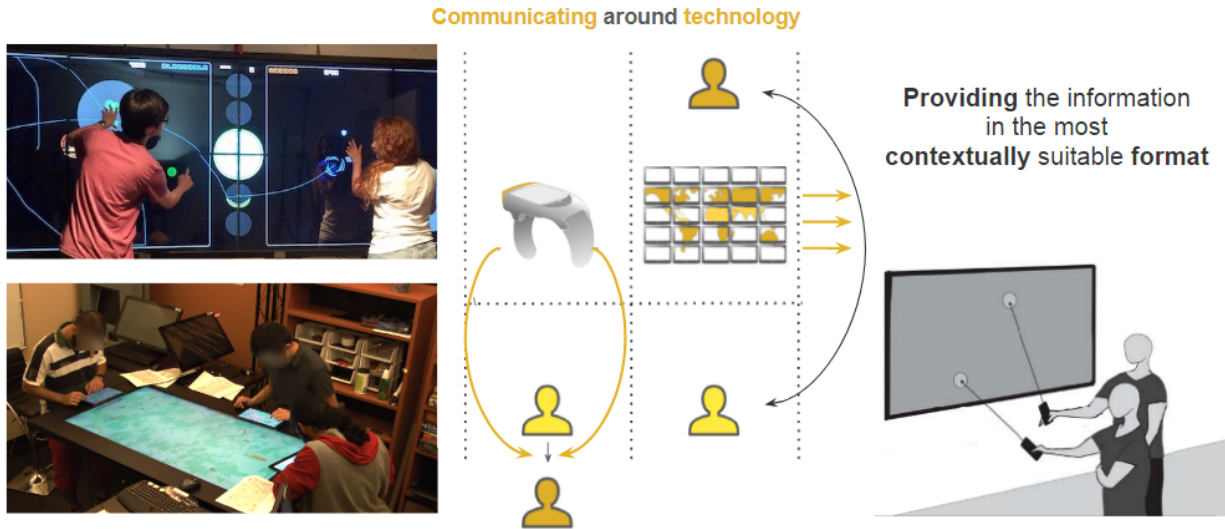 Communicating around technology
Providing the information
in the most
contextually suitable format